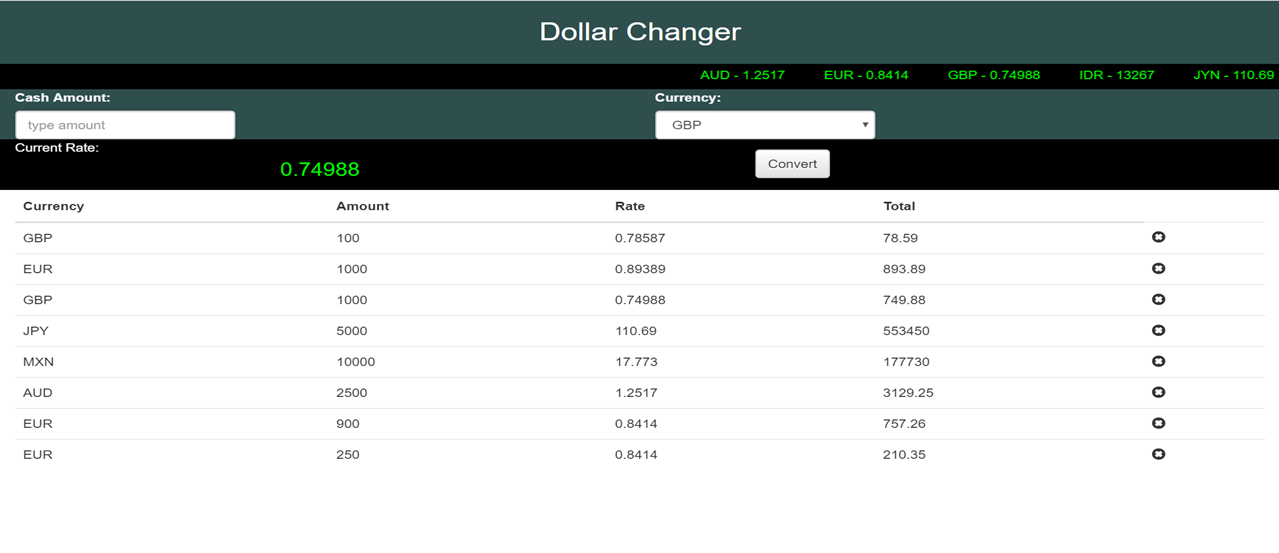 Dollar Changer
AUD - 1.2517 EUR - 0.8414 GBP - 0.74988 IDR - 13267 JYN - 110.69
Cash Amount: Currency:
type amount GBP
Current Rate:
0.74988 Convert
Currency Amount Rate Total
GBP 100 0.78587 78.59
EUR 1000 0.89389 893.89
GBP 1000 0.74988 749.88
JPY 5000 110.69 553450
MXN 10000 17.773 177730
AUD 2500 1.2517 3129.25
EUR 900 0.8414 757.26
EUR 250 0.8414 210.35